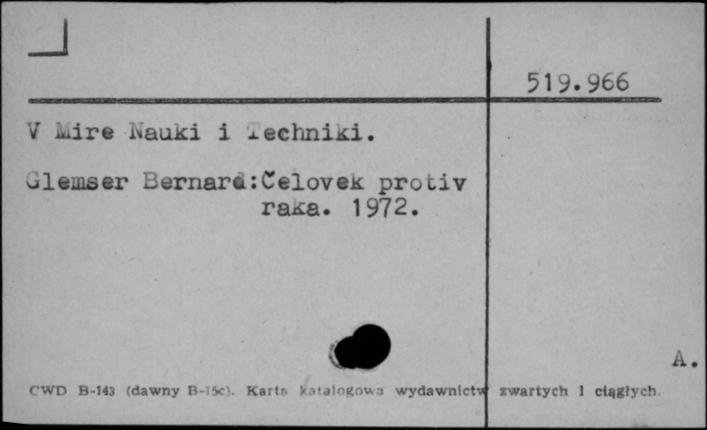 519.966
V Mire Nauki i Techniki.
Glemser Bernard:Čelovek protiv
raka. 1972.
A.
CWD B-143 (dawny B-15c). Karta katalogowa wydawnictw zwartych i ciągłych.